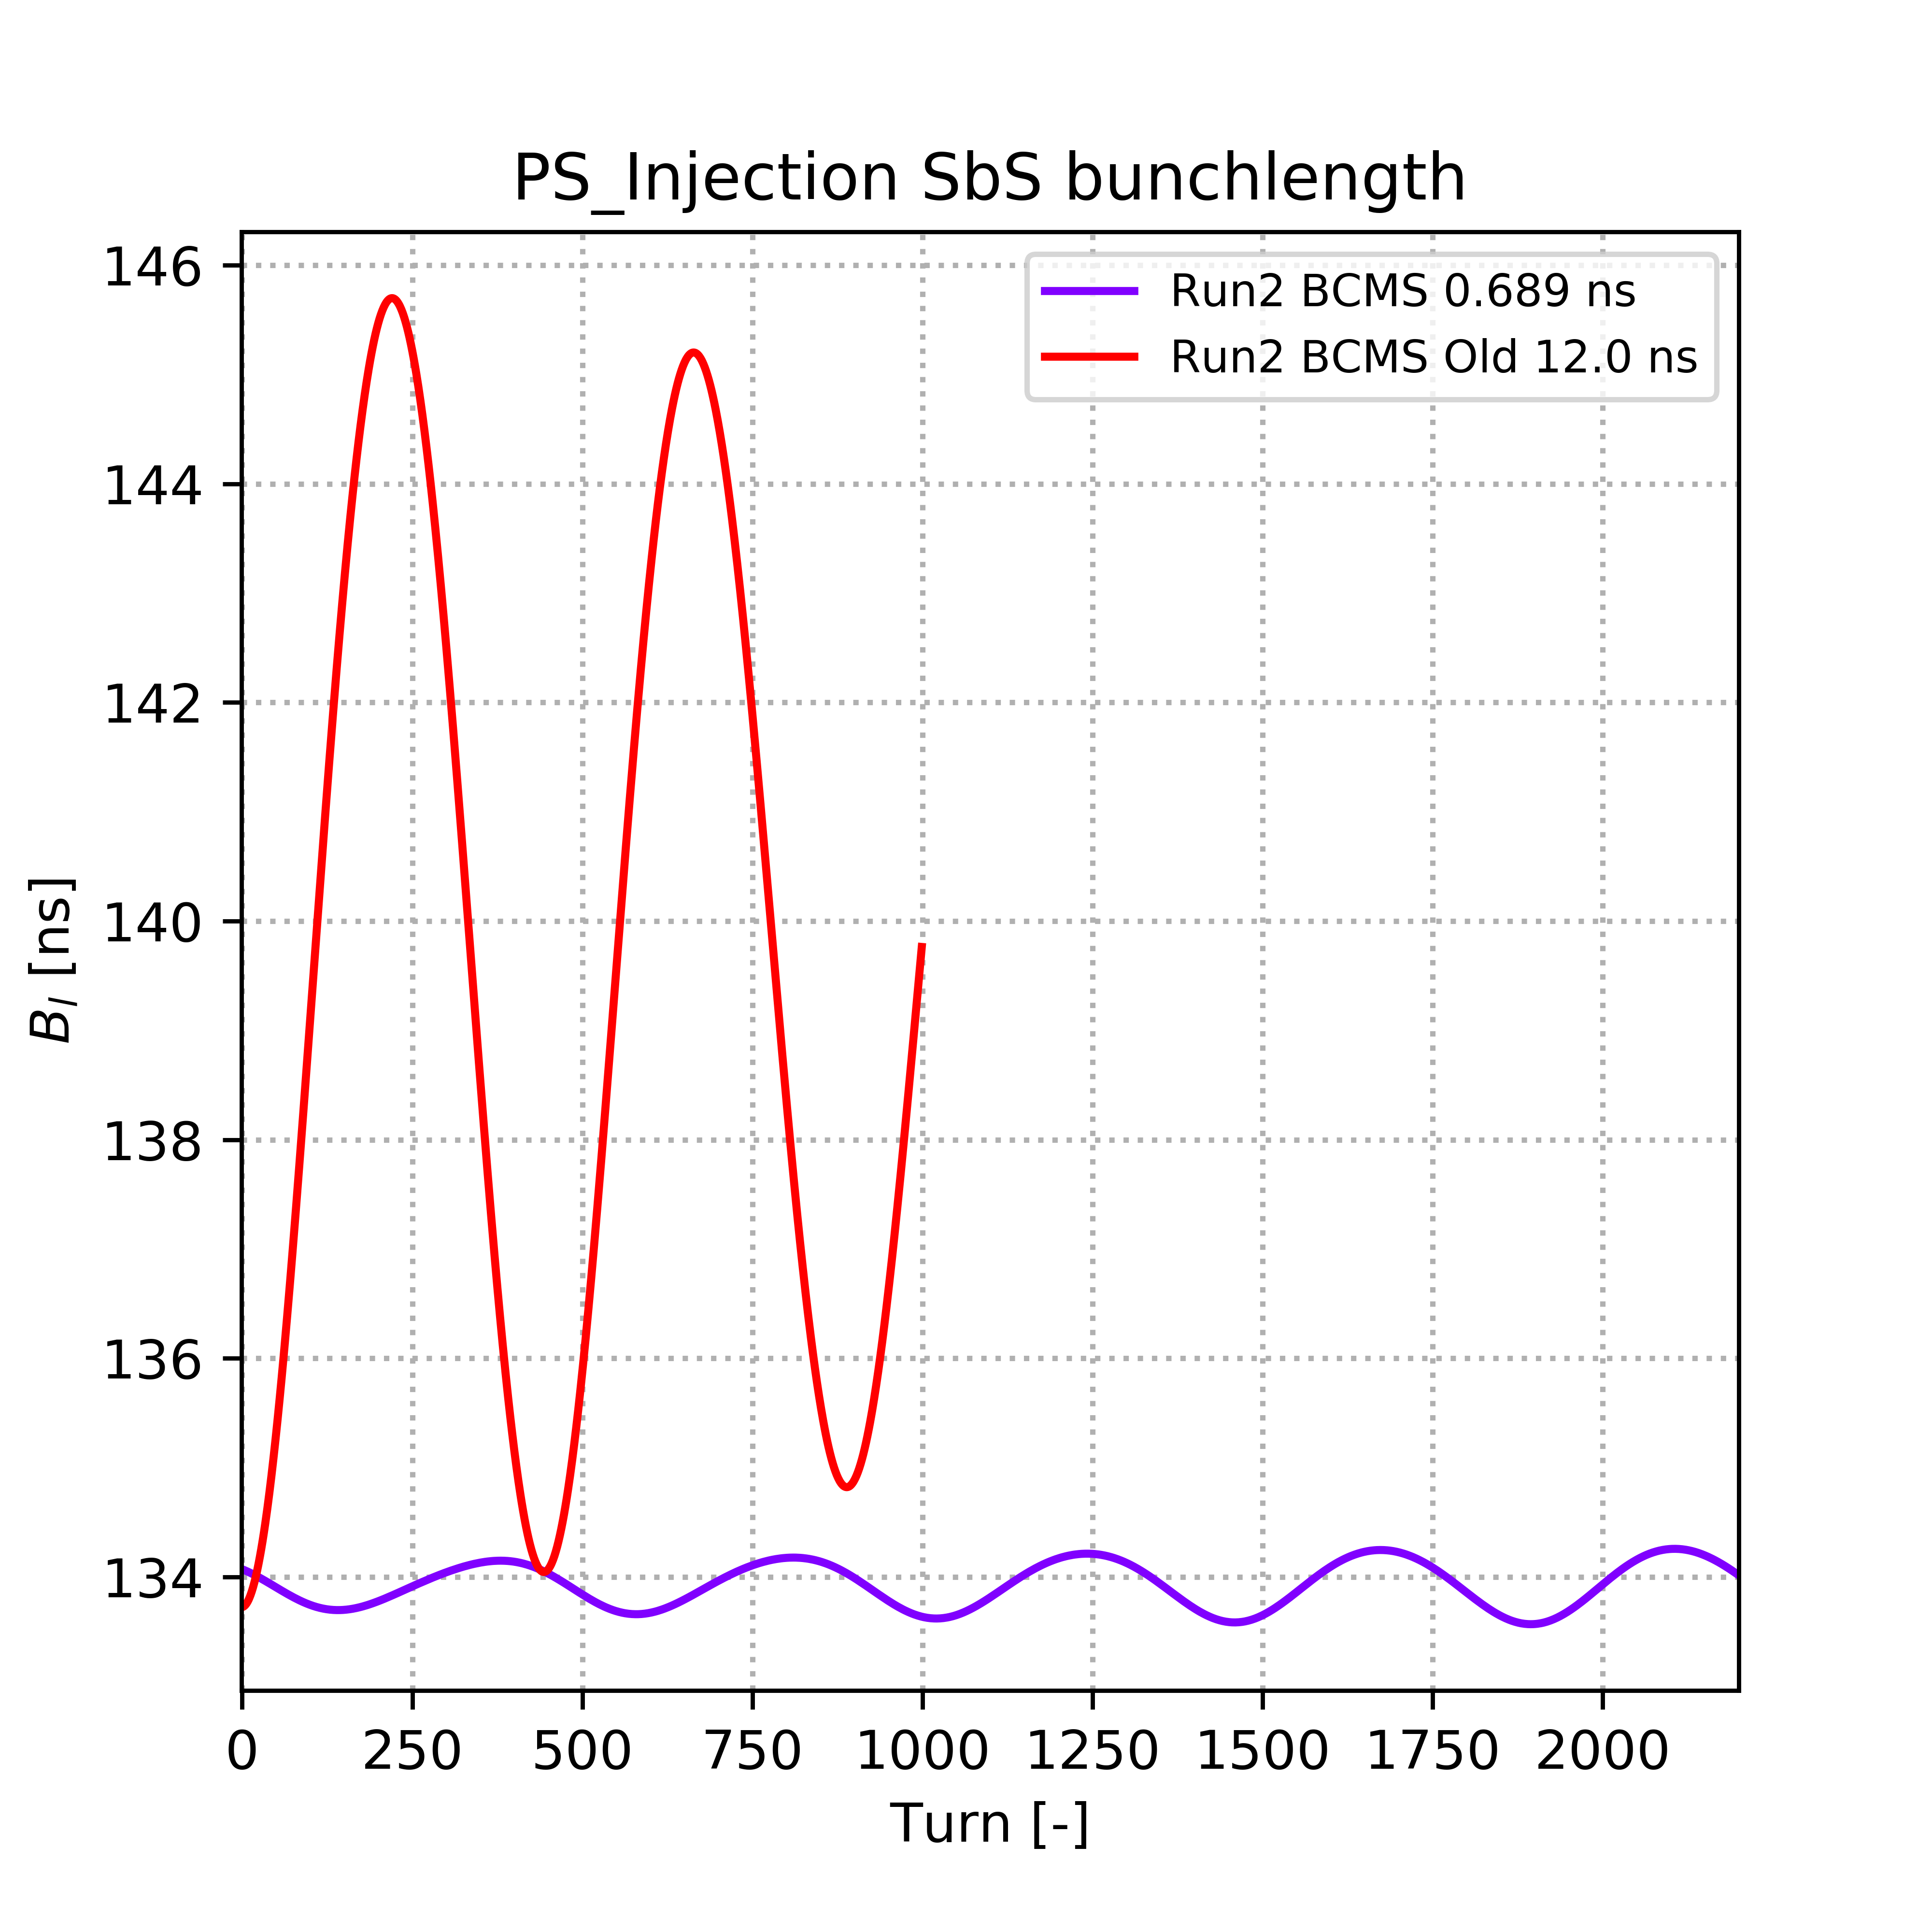 PS_Injection SbS bunchlength
Run2 BCMS 0.689 ns
Run2 BCMS Old 12.0 ns
146
144
142
140
138
136
134
B_l [ns]
0 250 500 750 1000 1250 1500 1750 2000
Turn [-]